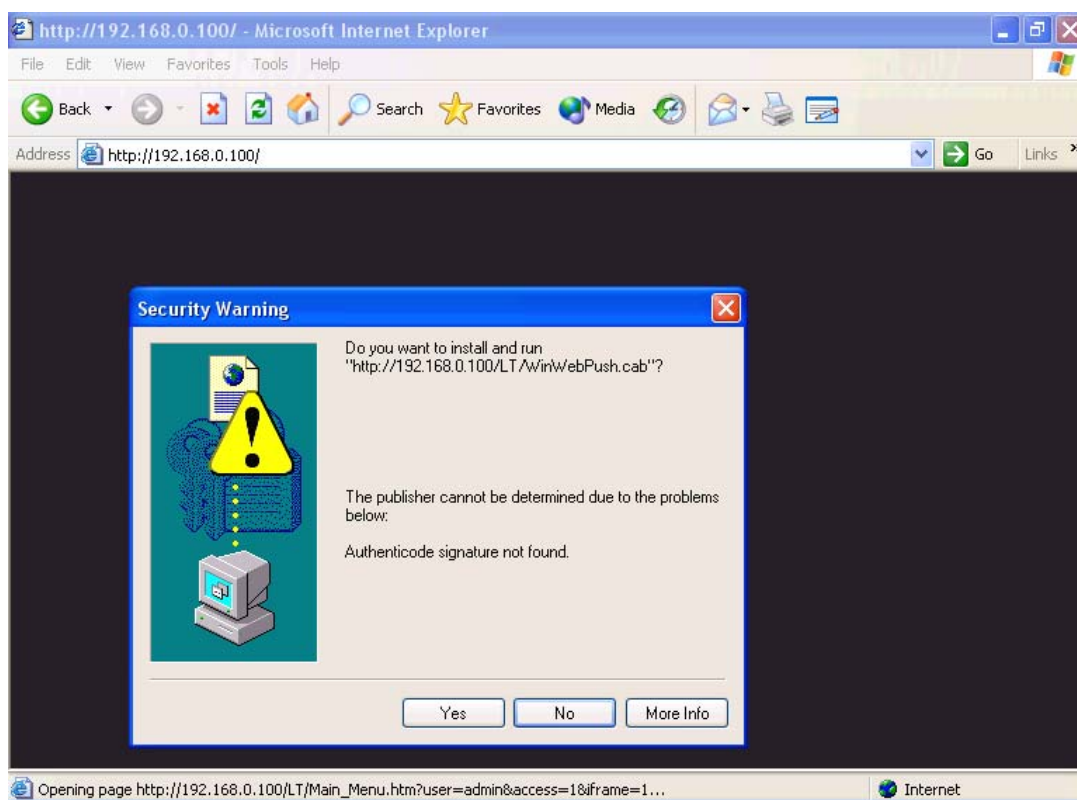 http://192.168.0.100/ - Microsoft Internet Explorer
File Edit View Favorites Tools Help
Back Search Favorites Media
Address http://192.168.0.100/ Go Links »
Security Warning
Do you want to install and run
"http://192.168.0.100/LT/WinWebPush.cab"?
The publisher cannot be determined due to the problems
below:
Authenticode signature not found.
Yes No More Info
Opening page http://192.168.0.100/LT/Main_Menu.htm?user=admin&access=1&iframe=1... Internet